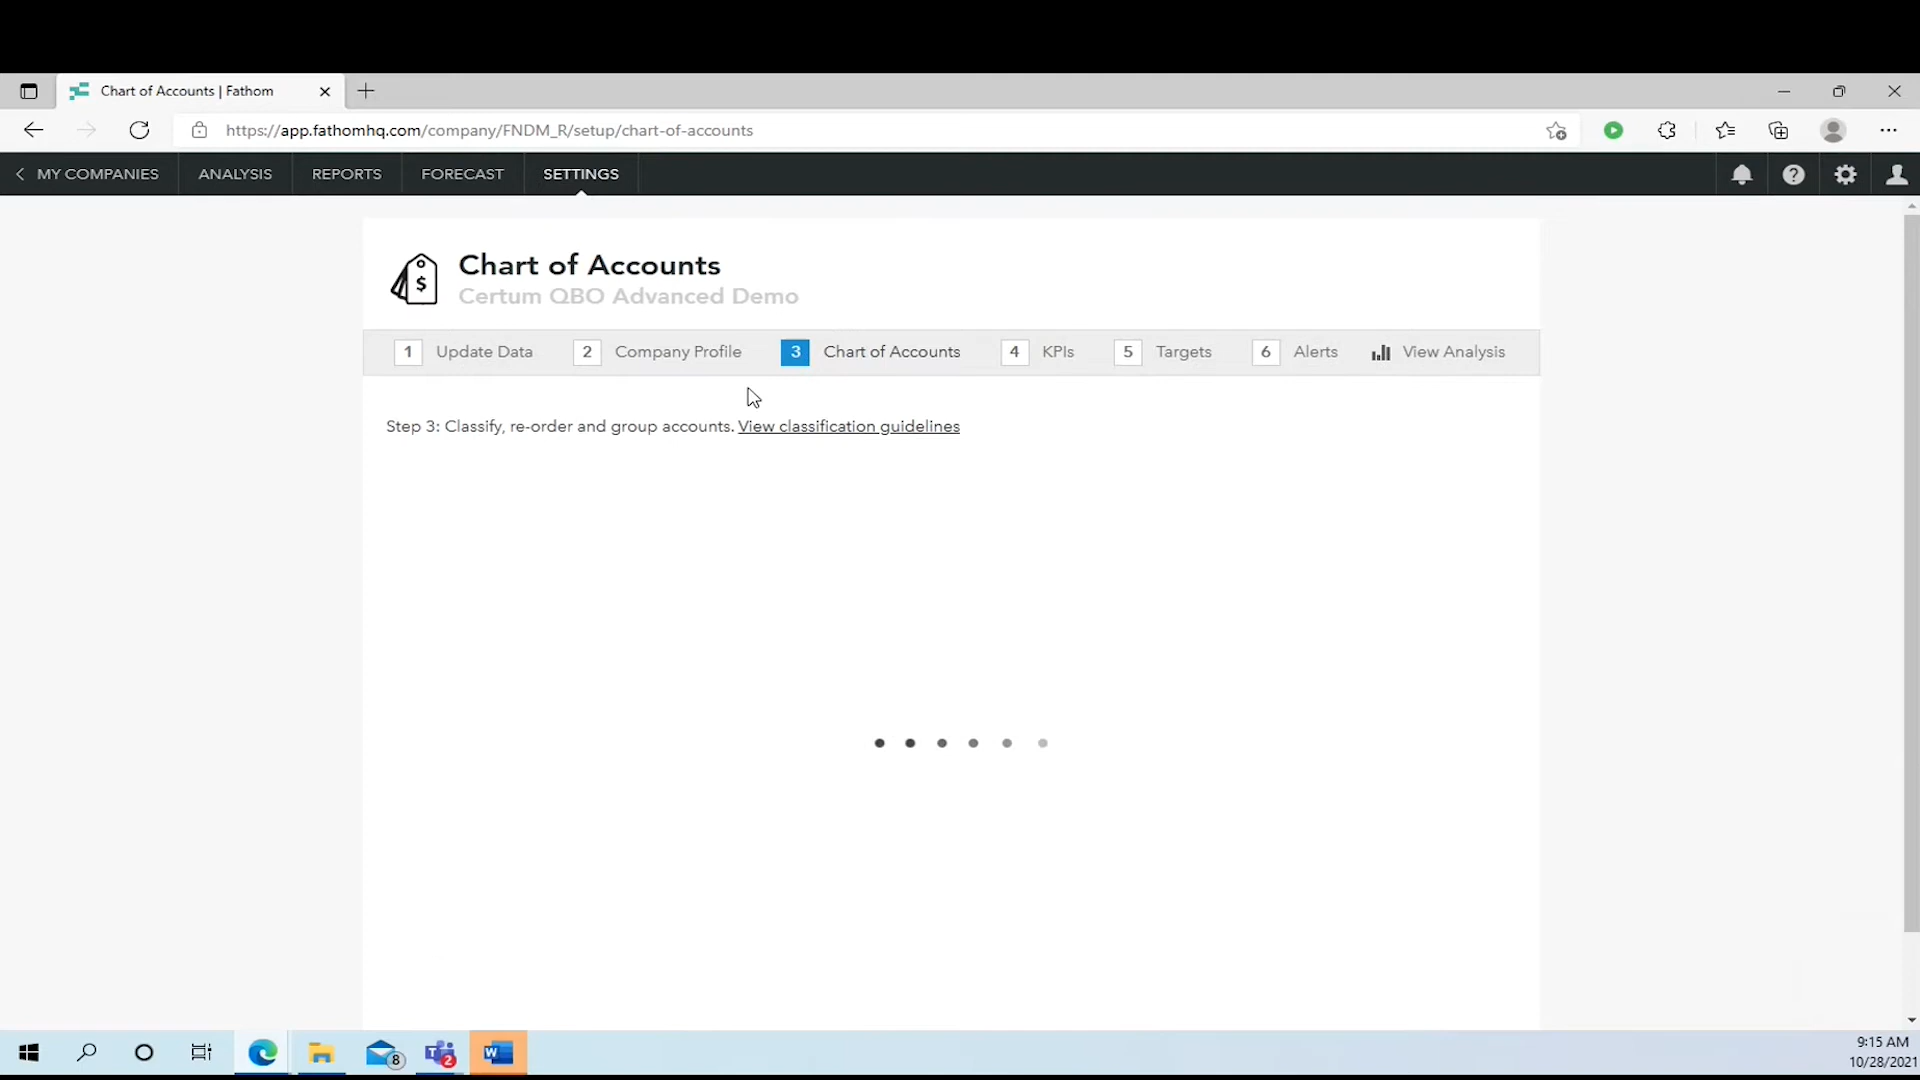 Chart of Accounts | Fathom
https://app.fathomhq.com/company/FNDM_R/setup/chart-of-accounts
MY COMPANIES ANALYSIS REPORTS FORECAST SETTINGS
$
Chart of Accounts
Certum QBO Advanced Demo
1 Update Data 2 Company Profile 3 Chart of Accounts 4 KPIs 5 Targets 6 Alerts View Analysis
Step 3: Classify, re-order and group accounts. View classification guidelines
8 2 W
9:15 AM
10/28/2021